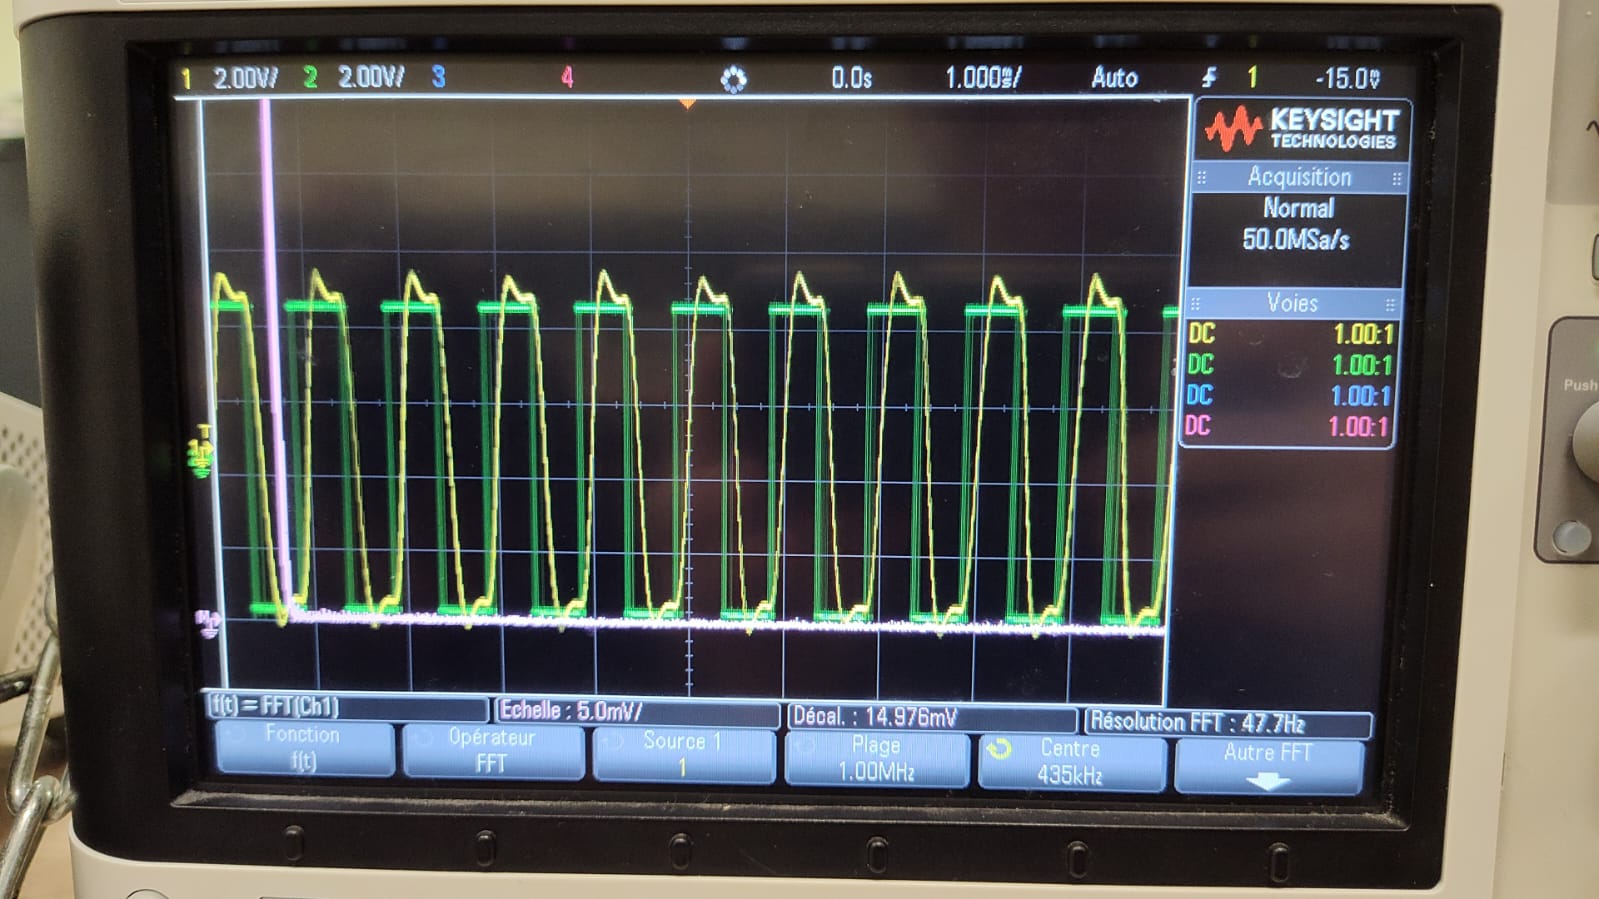 1 2.00V/ 2 2.00V/ 3 4 0.0s 1.000ms/ Auto 1 -15.0mV
KEYSIGHT
TECHNOLOGIES
Acquisition
Normal
50.0MSa/s
Voies
DC 1.00:1
DC 1.00:1
DC 1.00:1
DC 1.00:1
Push
T
f(t) = FFT(Ch1) Echelle : 5.0mV/ Décal. : 14.976mV Résolution FFT : 47.7Hz
Fonction Opérateur Source 1 Plage Centre Autre FFT
f(t) FFT 1 1.00MHz 435kHz